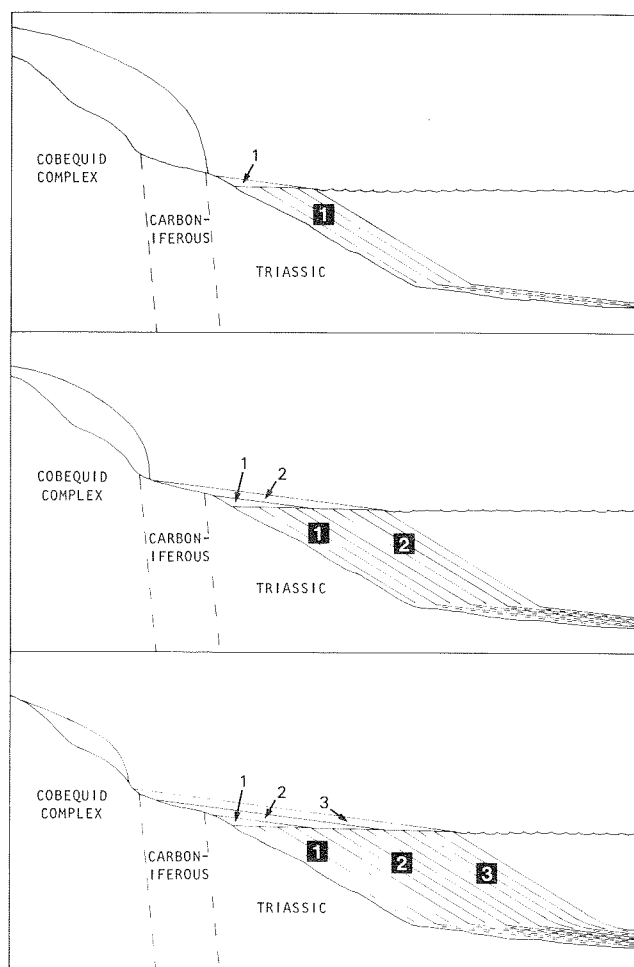 1
COBEQUID
COMPLEX
1
CARBON-
IFEROUS
TRIASSIC
1
2
COBEQUID
COMPLEX
1
2
CARBON-
IFEROUS
TRIASSIC
1
2
3
COBEQUID
COMPLEX
1
2
3
CARBON-
IFEROUS
TRIASSIC